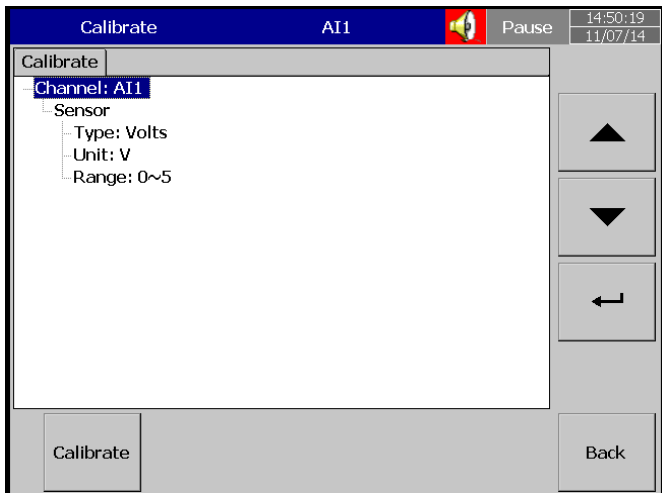 Calibrate AI1 Pause 14:50:19
11/07/14
Calibrate
Channel: AI1
Sensor
Type: Volts
Unit: V
Range: 0~5
Calibrate Back